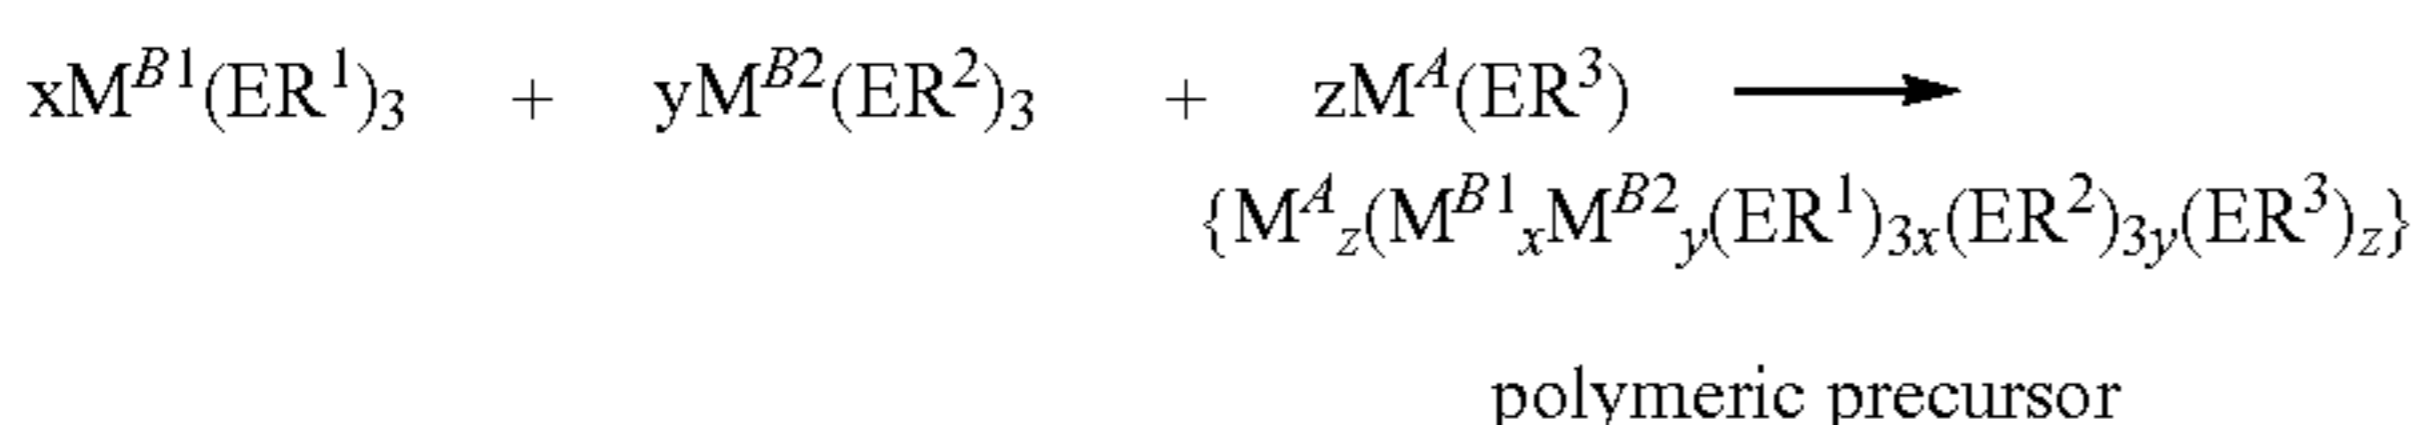 xM^{B1}(ER^1)_3 + yM^{B2}(ER^2)_3 + zM^A(ER^3) ⟶
{M^A_z(M^{B1}_xM^{B2}_y(ER^1)_{3x}(ER^2)_{3y}(ER^3)_z}
polymeric precursor